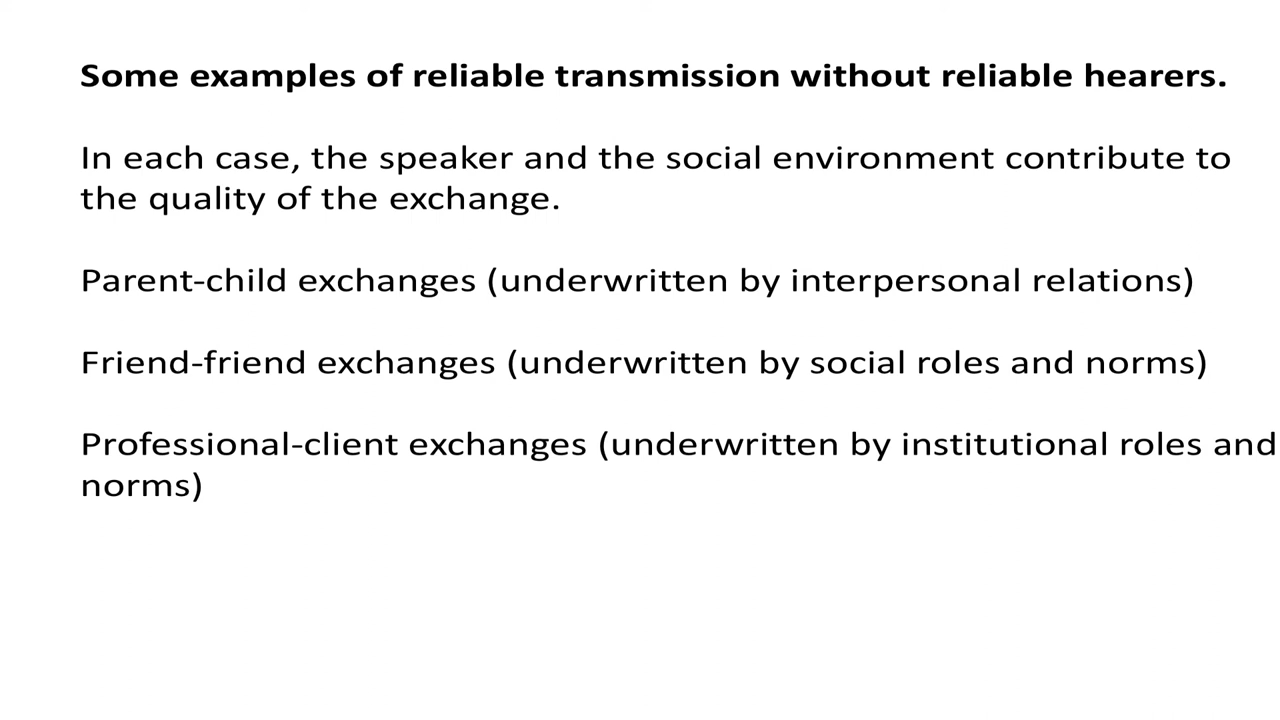 Some examples of reliable transmission without reliable hearers.
In each case, the speaker and the social environment contribute to
the quality of the exchange.
Parent-child exchanges (underwritten by interpersonal relations)
Friend-friend exchanges (underwritten by social roles and norms)
Professional-client exchanges (underwritten by institutional roles and
norms)